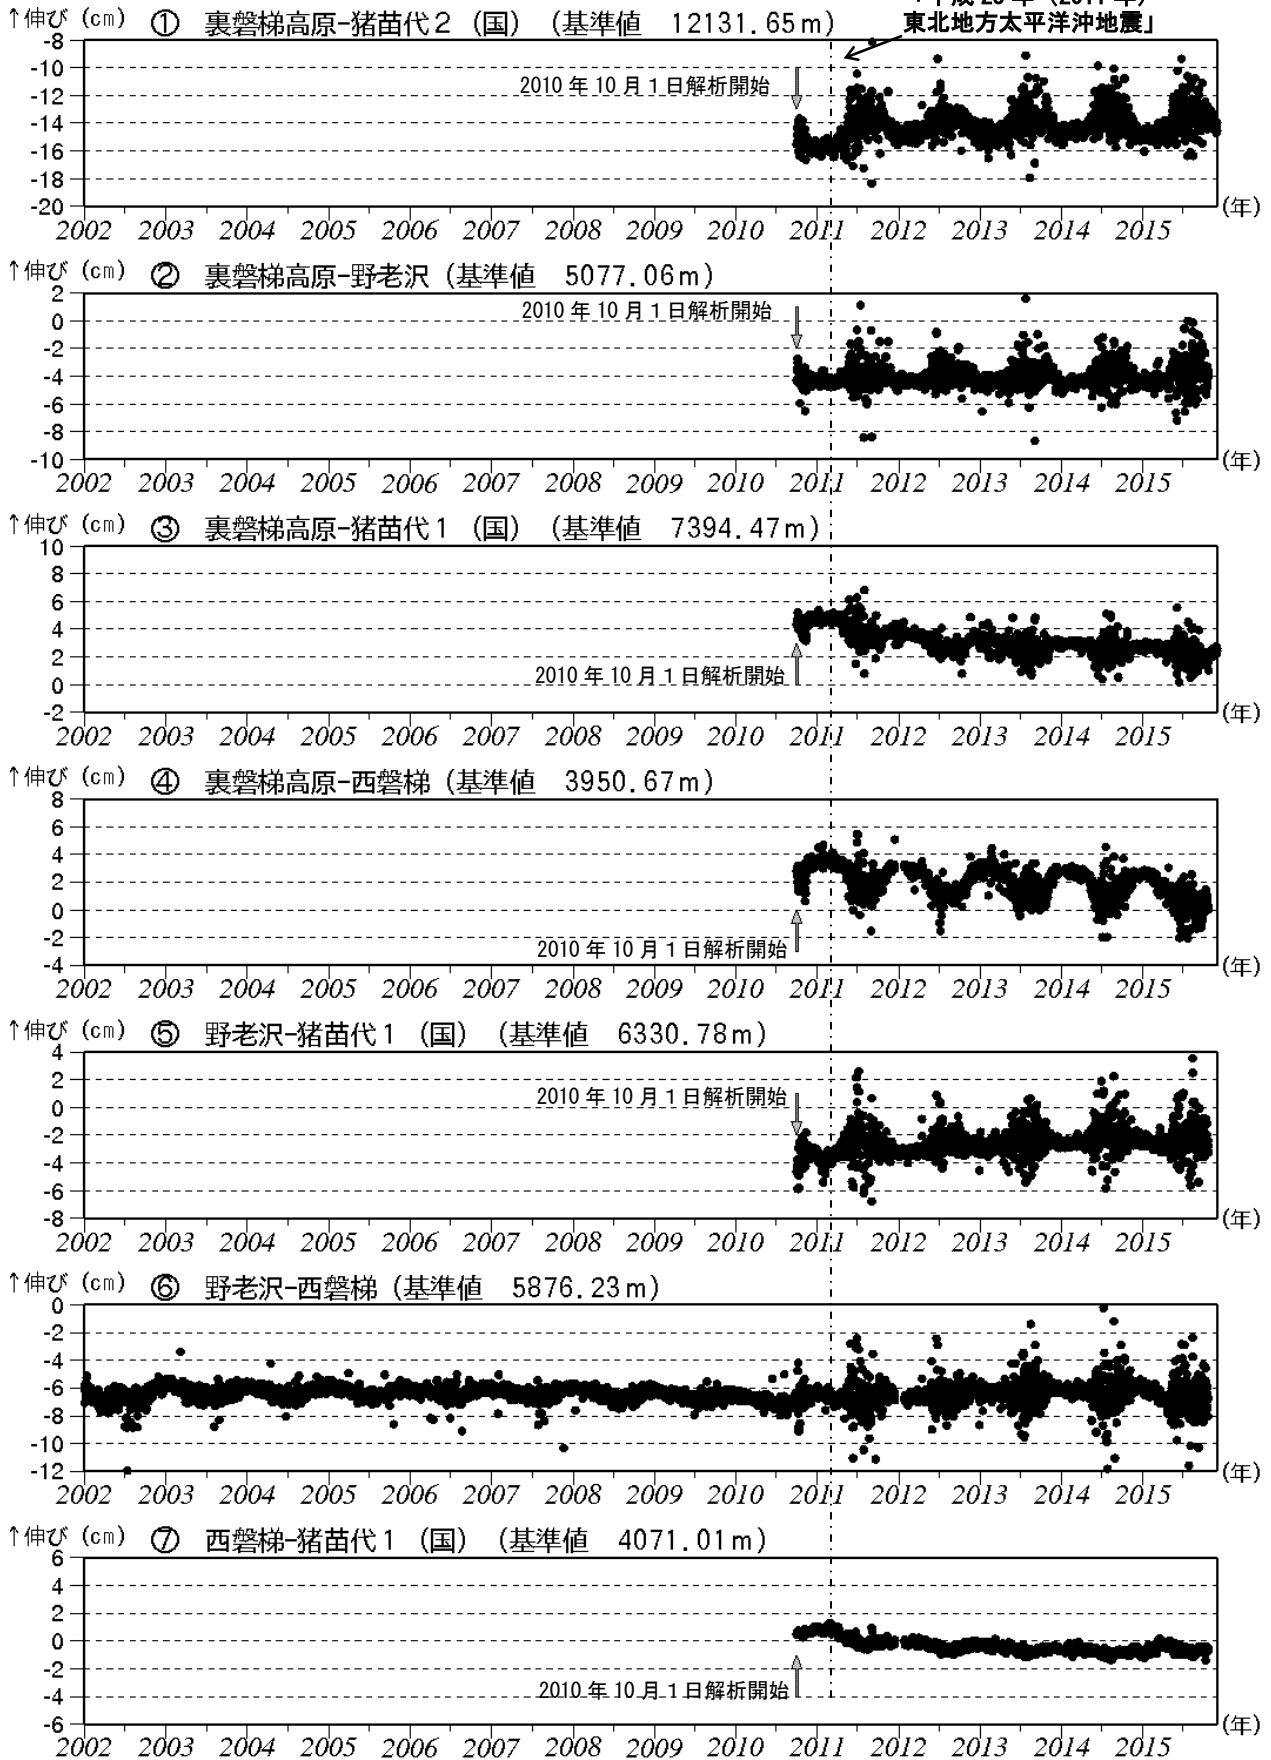 ↑伸び (cm) ① 裏磐梯高原-猪苗代2 (国) (基準値 12131.65m)
東北地方太平洋沖地震」
2010年10月1日解析開始
-8
-10
-12
-14
-16
-18
-20
2002 2003 2004 2005 2006 2007 2008 2009 2010 2011 2012 2013 2014 2015 (年)
↑伸び (cm) ② 裏磐梯高原-野老沢 (基準値 5077.06m)
2010年10月1日解析開始
2
0
-2
-4
-6
-8
-10
2002 2003 2004 2005 2006 2007 2008 2009 2010 2011 2012 2013 2014 2015 (年)
↑伸び (cm) ③ 裏磐梯高原-猪苗代1 (国) (基準値 7394.47m)
10
8
6
4
2
0
-2
2010年10月1日解析開始
2002 2003 2004 2005 2006 2007 2008 2009 2010 2011 2012 2013 2014 2015 (年)
↑伸び (cm) ④ 裏磐梯高原-西磐梯 (基準値 3950.67m)
8
6
4
2
0
-2
-4
2010年10月1日解析開始
2002 2003 2004 2005 2006 2007 2008 2009 2010 2011 2012 2013 2014 2015 (年)
↑伸び (cm) ⑤ 野老沢-猪苗代1 (国) (基準値 6330.78m)
2010年10月1日解析開始
4
2
0
-2
-4
-6
-8
2002 2003 2004 2005 2006 2007 2008 2009 2010 2011 2012 2013 2014 2015 (年)
↑伸び (cm) ⑥ 野老沢-西磐梯 (基準値 5876.23m)
0
-2
-4
-6
-8
-10
-12
2002 2003 2004 2005 2006 2007 2008 2009 2010 2011 2012 2013 2014 2015 (年)
↑伸び (cm) ⑦ 西磐梯-猪苗代1 (国) (基準値 4071.01m)
6
4
2
0
-2
-4
-6
2010年10月1日解析開始
2002 2003 2004 2005 2006 2007 2008 2009 2010 2011 2012 2013 2014 2015 (年)